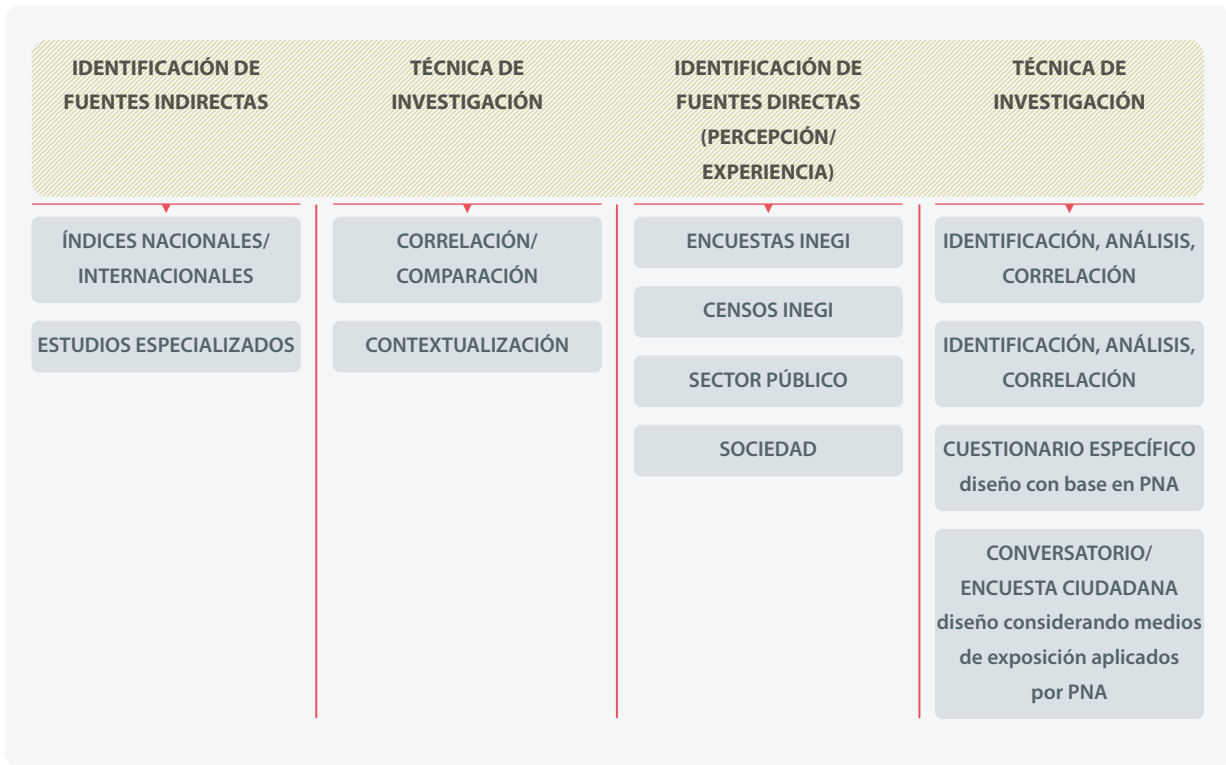 IDENTIFICACIÓN DE
FUENTES INDIRECTAS
TÉCNICA DE
INVESTIGACIÓN
IDENTIFICACIÓN DE
FUENTES DIRECTAS
(PERCEPCIÓN/
EXPERIENCIA)
TÉCNICA DE
INVESTIGACIÓN
ÍNDICES NACIONALES/
INTERNACIONALES
ESTUDIOS ESPECIALIZADOS
CORRELACIÓN/
COMPARACIÓN
CONTEXTUALIZACIÓN
ENCUESTAS INEGI
CENSOS INEGI
SECTOR PÚBLICO
SOCIEDAD
IDENTIFICACIÓN, ANÁLISIS,
CORRELACIÓN
IDENTIFICACIÓN, ANÁLISIS,
CORRELACIÓN
CUESTIONARIO ESPECÍFICO
diseño con base en PNA
CONVERSATORIO/
ENCUESTA CIUDADANA
diseño considerando medios
de exposición aplicados
por PNA